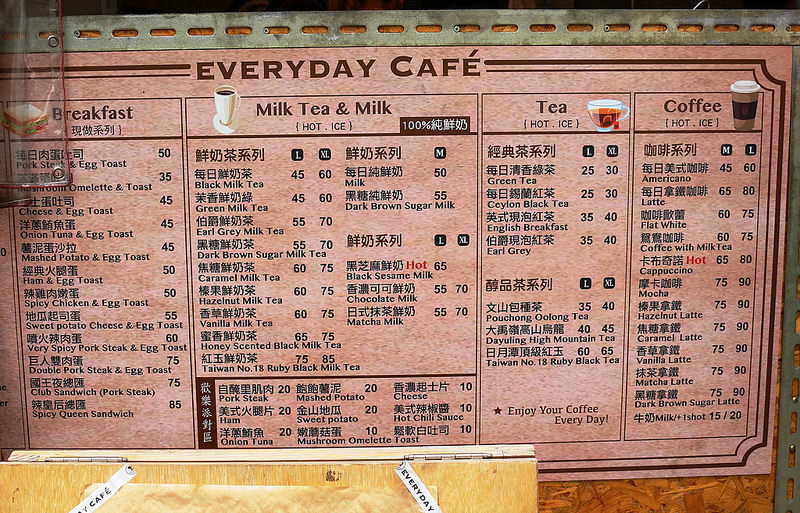 EVERYDAY CAFÉ
Breakfast
現做系列 }
每日肉蛋吐司 50
Pork Steak & Egg Toast
35
Mushroom Omelette & Toast
士蛋吐司 45
Cheese & Egg Toast
洋蔥鮪魚蛋 45
Onion Tuna & Egg Toast
薯泥蛋沙拉 45
Mashed Potato & Egg Toast
經典火腿蛋 50
Ham & Egg Toast
辣雞肉嫩蛋 50
Spicy Chicken & Egg Toast
地瓜起司蛋 55
Sweet potato Cheese & Egg Toast
噴火辣肉蛋 60
Very Spicy Pork Steak & Egg Toast
巨人雙肉蛋 75
Double Pork Steak & Egg Toast
國王夜總匯 75
Club Sandwich (Pork Steak)
辣皇后總匯 85
Spicy Queen Sandwich
Milk Tea & Milk
{ HOT . ICE }
100%純鮮奶
鮮奶茶系列 L XL
每日鮮奶茶 45 60
Black Milk Tea
茉香鮮奶綠 45 60
Green Milk Tea
伯爵鮮奶茶 55 70
Earl Grey Milk Tea
黑糖鮮奶茶 55 70
Dark Brown Sugar Milk Tea
焦糖鮮奶茶 60 75
Caramel Milk Tea
榛果鮮奶茶 60 75
Hazelnut Milk Tea
香草鮮奶茶 60 75
Vanilla Milk Tea
蜜香鮮奶茶 65 75
Honey Scented Black Milk Tea
紅玉鮮奶茶 75 85
Taiwan No.18 Ruby Black Milk Tea
鮮奶系列 M
每日純鮮奶 50
Milk
黑糖純鮮奶 55
Dark Brown Sugar Milk
鮮奶系列 L XL
黑芝麻鮮奶 Hot 65
Black Sesame Milk
香濃可可鮮奶 55 70
Chocolate Milk
日式抹茶鮮奶 55 70
Matcha Milk
歡樂派對區
自醃里肌肉 20 飽飽薯泥 20 香濃起士片 10
Pork Steak Mashed Potato Cheese
美式火腿片 20 金山地瓜 20 美式辣椒醬 10
Ham Sweet potato Hot Chili Sauce
洋蔥鮪魚 20 嫩蘑菇蛋 10 鬆軟白吐司 10
Onion Tuna Mushroom Omelette Toast
Tea
{ HOT . ICE }
經典茶系列 L XL
每日清香綠茶 25 30
Green Tea
每日錫蘭紅茶 25 30
Ceylon Black Tea
英式現泡紅茶 35 40
English Breakfast
伯爵現泡紅茶 35 40
Earl Grey
醇品茶系列 L XL
文山包種茶 35 40
Pouchong Oolong Tea
大禹嶺高山烏龍 40 45
Dayuling High Mountain Tea
日月潭頂級紅玉 60 65
Taiwan No.18 Ruby Black Tea
★ Enjoy Your Coffee
Every Day!
Coffee
{ HOT . ICE }
咖啡系列 M L
每日美式咖啡 45 60
Americano
每日拿鐵咖啡 65 80
Latte
咖啡歐蕾 60 75
Flat White
鴛鴦咖啡 60 75
Coffee with MilkTea
卡布奇諾 Hot 65 80
Cappuccino
摩卡咖啡 75 90
Mocha
榛果拿鐵 75 90
Hazelnut Latte
焦糖拿鐵 75 90
Caramel Latte
香草拿鐵 75 90
Vanilla Latte
抹茶拿鐵 75 90
Matcha Latte
黑糖拿鐵 75 90
Dark Brown Sugar Latte
牛奶Milk/+1shot 15 / 20
Y CAFÉ
EVERYDAY